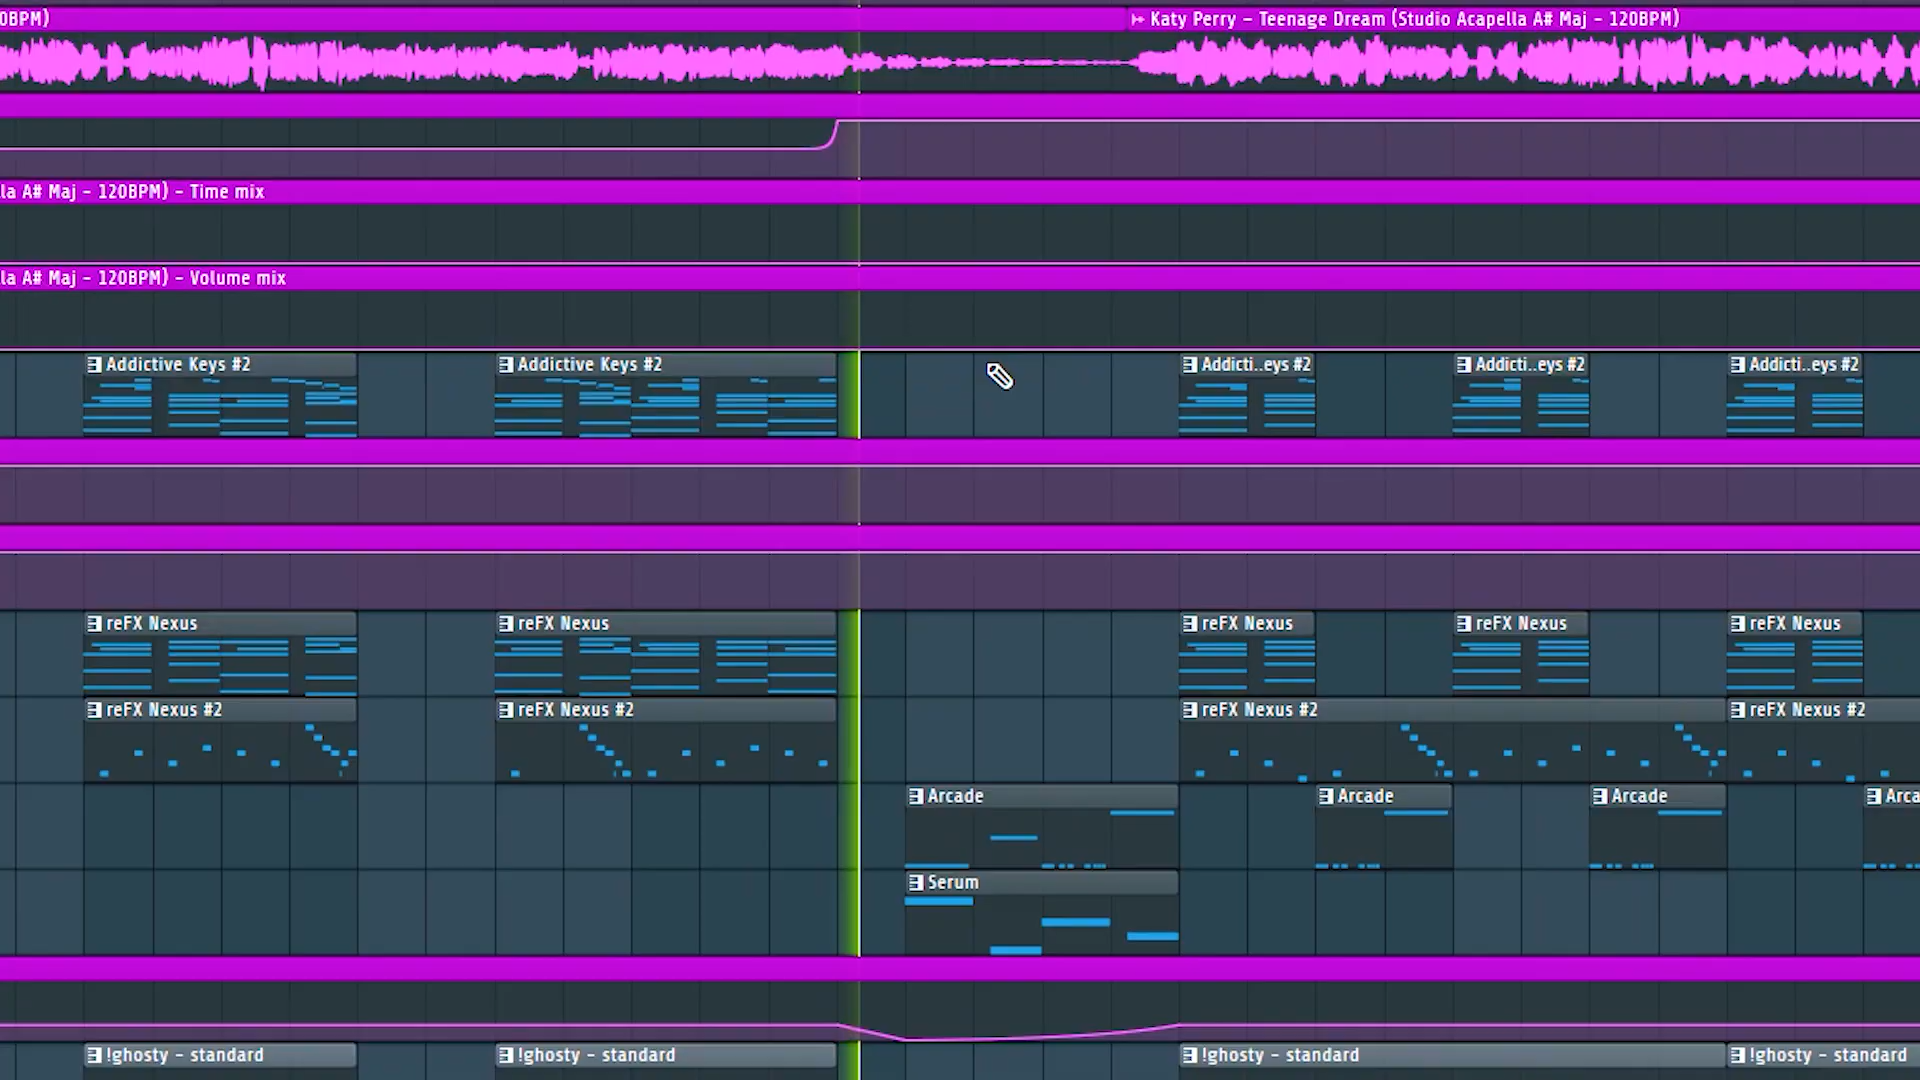 0BPM)
Katy Perry - Teenage Dream (Studio Acapella A# Maj - 120BPM)
la A# Maj - 120BPM) - Time mix
la A# Maj - 120BPM) - Volume mix
Addictive Keys #2
Addictive Keys #2
Addicti..eys #2
Addicti..eys #2
Addicti..eys #2
reFX Nexus
reFX Nexus
reFX Nexus
reFX Nexus
reFX Nexus
reFX Nexus #2
reFX Nexus #2
reFX Nexus #2
reFX Nexus #2
Arcade
Arcade
Arcade
Arca
Serum
!ghosty - standard
!ghosty - standard
!ghosty - standard
!ghosty - standard